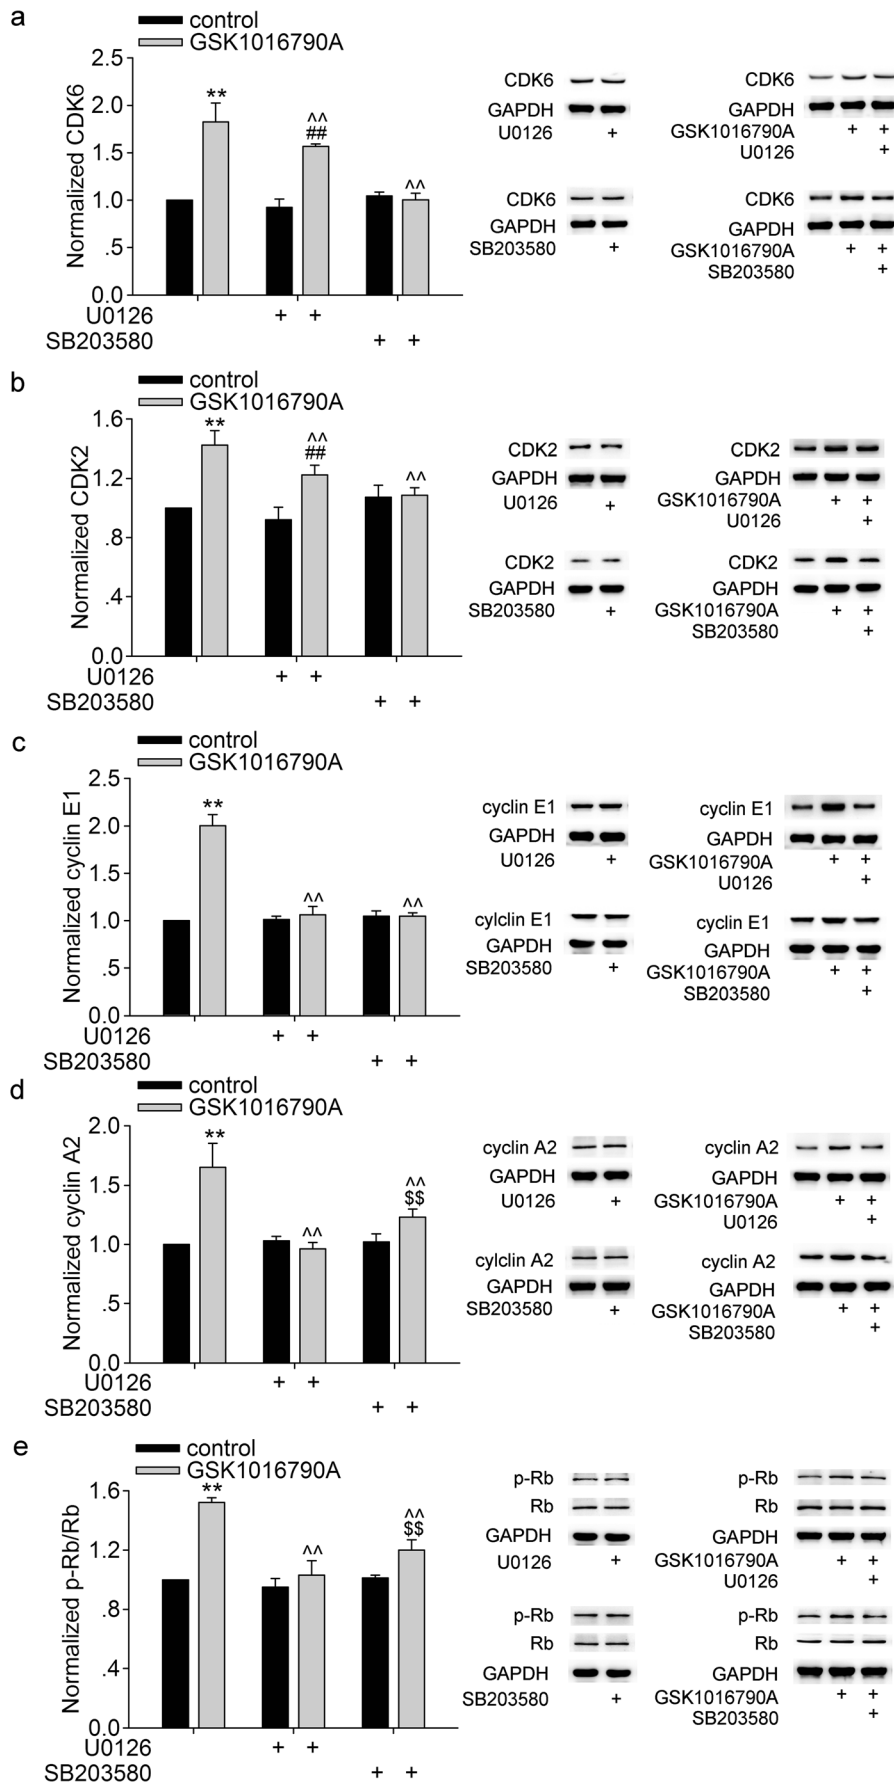 a
control
GSK1016790A
Normalized CDK6
2.5
2.0
1.5
1.0
.5
0.0
**
^^
##
^^
U0126 + +
SB203580 + +
CDK6
GAPDH
U0126 +
CDK6
GAPDH
SB203580 +
CDK6
GAPDH
GSK1016790A + +
U0126 +
CDK6
GAPDH
GSK1016790A + +
SB203580 +
b
control
GSK1016790A
Normalized CDK2
1.6
1.2
.8
.4
0.0
**
^^
##
^^
U0126 + +
SB203580 + +
CDK2
GAPDH
U0126 +
CDK2
GAPDH
SB203580 +
CDK2
GAPDH
GSK1016790A + +
U0126 +
CDK2
GAPDH
GSK1016790A + +
SB203580 +
c
control
GSK1016790A
Normalized cyclin E1
2.5
2.0
1.5
1.0
.5
0.0
**
^^
^^
U0126 + +
SB203580 + +
cyclin E1
GAPDH
U0126 +
cylclin E1
GAPDH
SB203580 +
cyclin E1
GAPDH
GSK1016790A + +
U0126 +
cyclin E1
GAPDH
GSK1016790A + +
SB203580 +
d
control
GSK1016790A
Normalized cyclin A2
2.0
1.5
1.0
.5
0.0
**
^^
^^
$$
U0126 + +
SB203580 + +
cyclin A2
GAPDH
U0126 +
cylclin A2
GAPDH
SB203580 +
cyclin A2
GAPDH
GSK1016790A + +
U0126 +
cyclin A2
GAPDH
GSK1016790A + +
SB203580 +
e
control
GSK1016790A
Normalized p-Rb/Rb
1.6
1.2
.8
.4
0.0
**
^^
^^
$$
U0126 + +
SB203580 + +
p-Rb
Rb
GAPDH
U0126 +
p-Rb
Rb
GAPDH
SB203580 +
p-Rb
Rb
GAPDH
GSK1016790A + +
U0126 +
p-Rb
Rb
GAPDH
GSK1016790A + +
SB203580 +